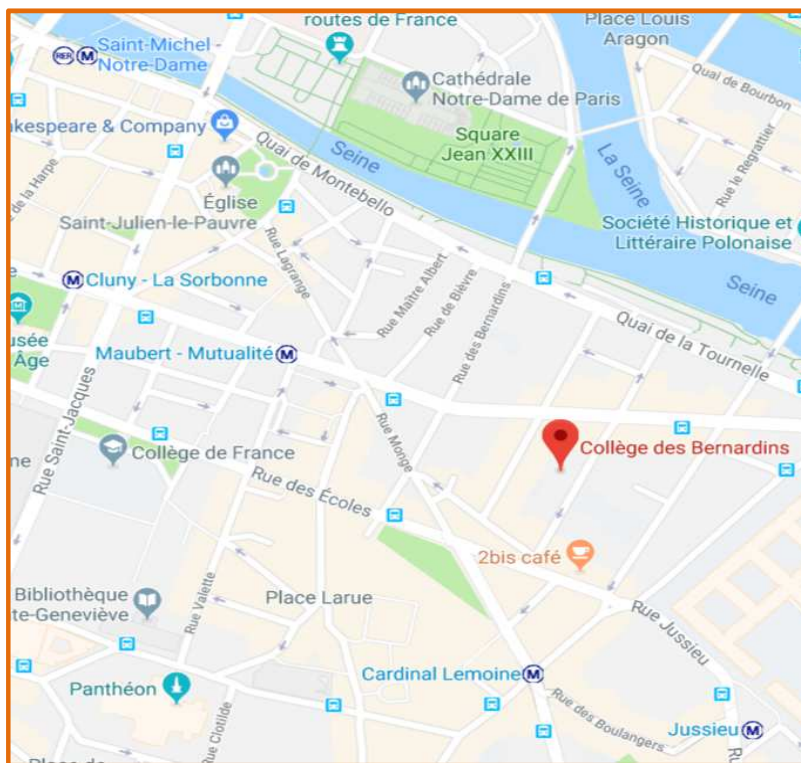 routes de France
Place Louis
Aragon
Saint-Michel -
Notre-Dame
RER
M
Quai de Bourbon
Cathédrale
Notre-Dame de Paris
akespeare & Company
Square
Jean XXIII
Seine
La Seine
Rue le Regrattier
Quai de Montebello
Église
Saint-Julien-le-Pauvre
de la Harpe
Société Historique et
Littéraire Polonaise
Rue Lagrange
Rue Maître Albert
Rue de Bièvre
Rue des Bernardins
Seine
M
Cluny - La Sorbonne
usée
Âge
Quai de la Tournelle
Maubert - Mutualité
M
Rue Saint-Jacques
Rue Monge
Collège des Bernardins
Collège de France
me
Rue des Écoles
2bis café
Bibliothèque
te-Geneviève
Rue Valette
Place Larue
Rue Jussieu
Cardinal Lemoine
M
Panthéon
Rue Clotilde
Rue des Boulangers
Jussieu
M
Place de